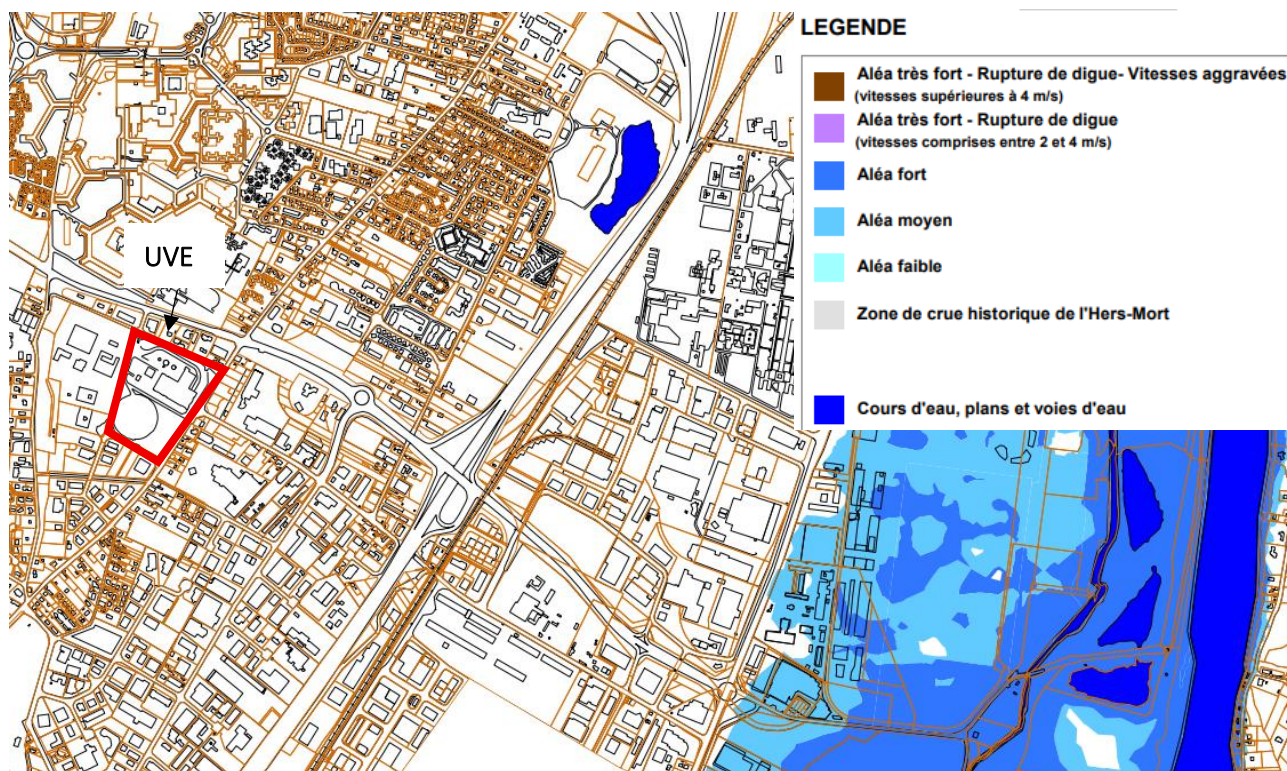 LEGENDE
Aléa très fort - Rupture de digue- Vitesses aggravées
(vitesses supérieures à 4 m/s)
Aléa très fort - Rupture de digue
(vitesses comprises entre 2 et 4 m/s)
Aléa fort
Aléa moyen
Aléa faible
Zone de crue historique de l'Hers-Mort
Cours d'eau, plans et voies d'eau
UVE